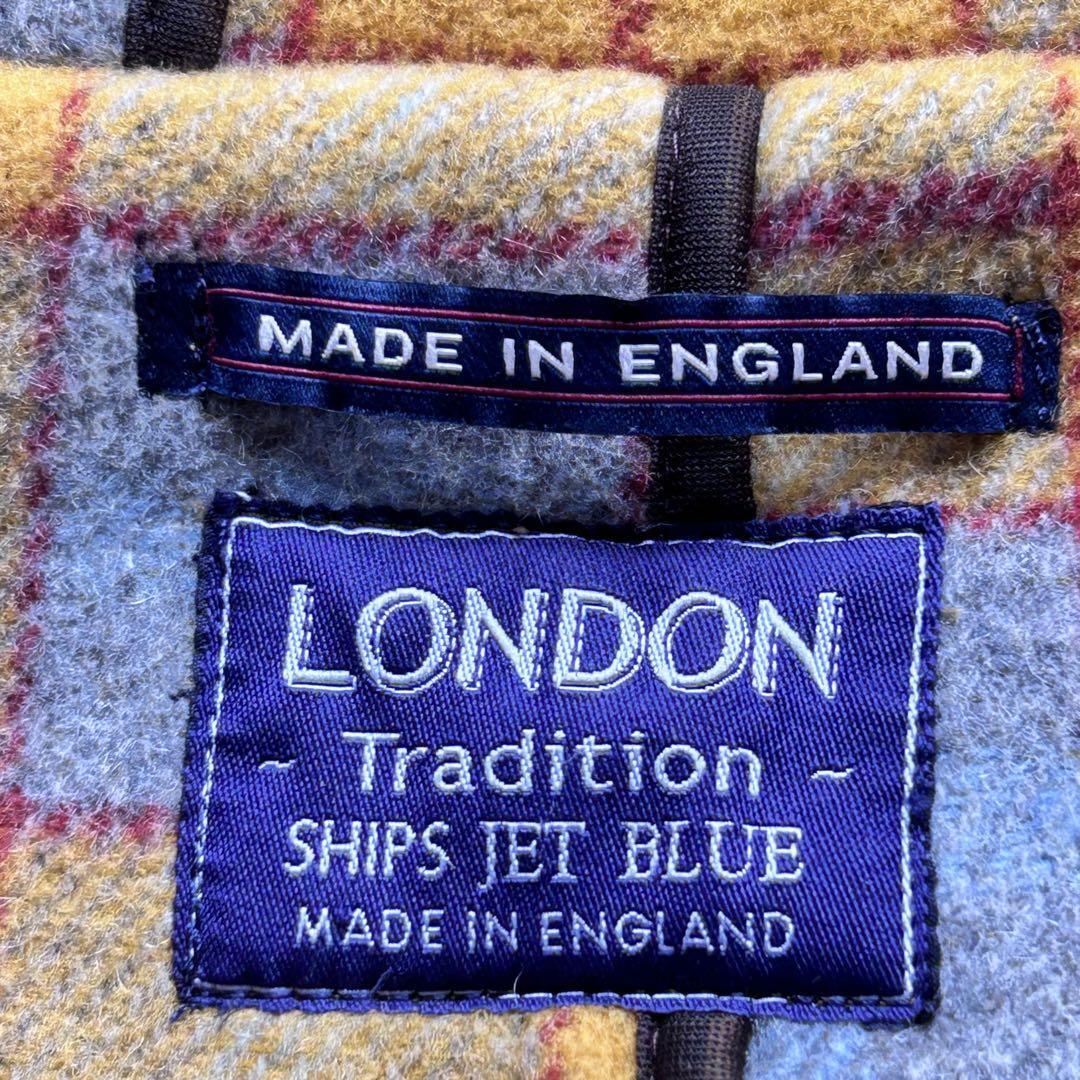 MADE IN ENGLAND
LONDON
- Tradition -
SHIPS JET BLUE
MADE IN ENGLAND